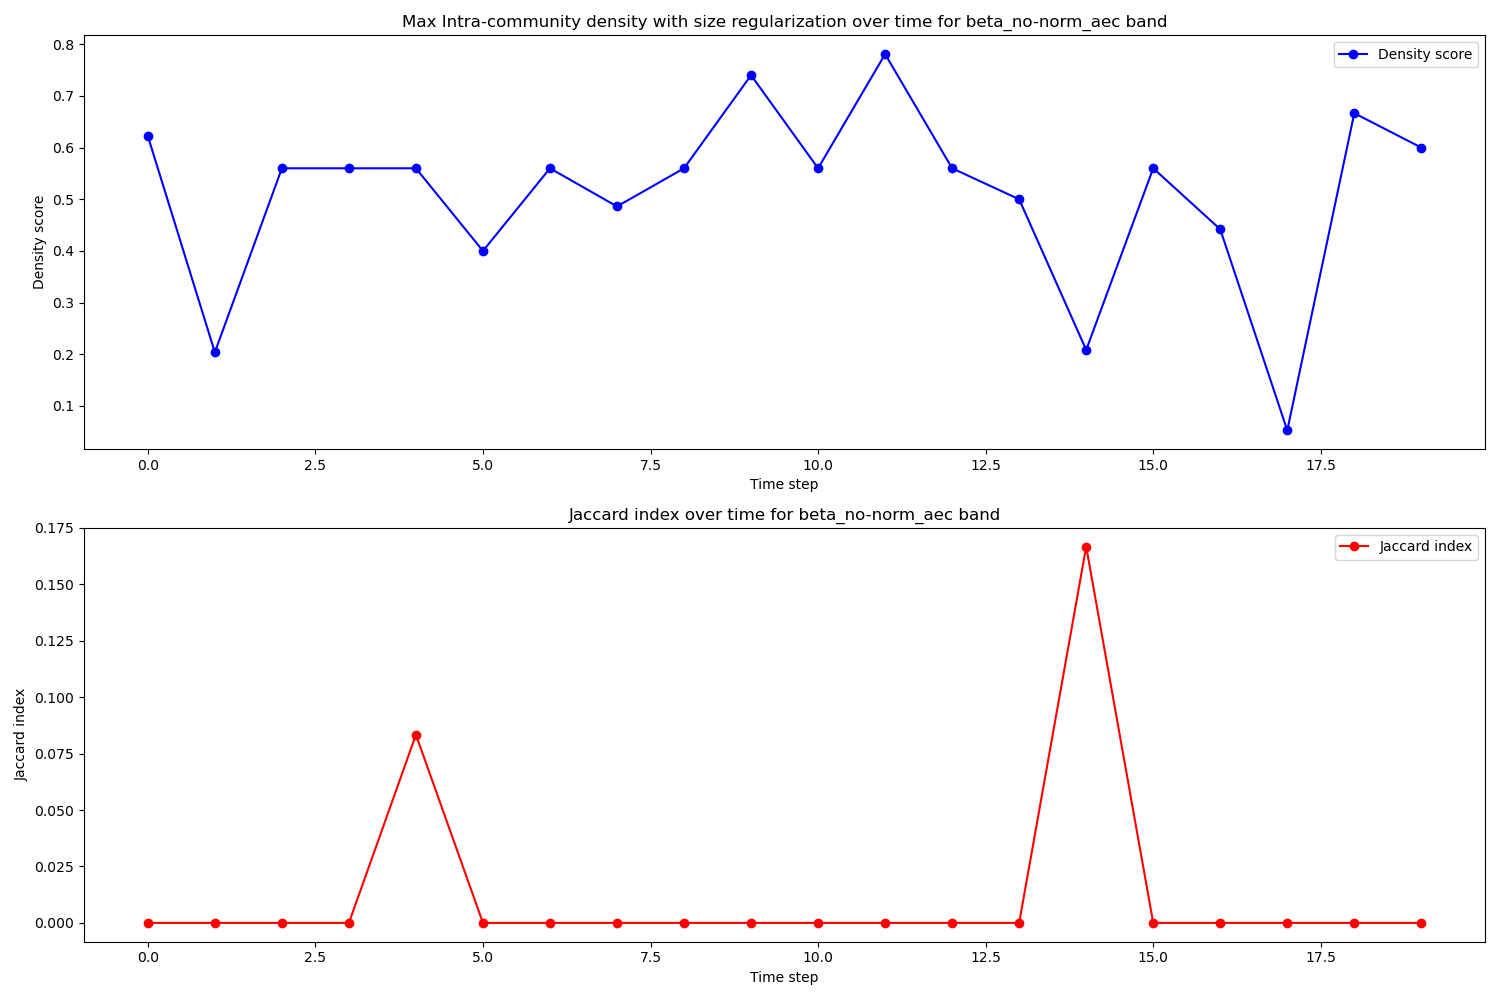 Max Intra-community density with size regularization over time for beta_no-norm_aec band
Density score
0.8
0.7
0.6
0.5
0.4
0.3
0.2
0.1
Density score
0.0 2.5 5.0 7.5 10.0 12.5 15.0 17.5
Time step
Jaccard index over time for beta_no-norm_aec band
Jaccard index
0.175
0.150
0.125
0.100
0.075
0.050
0.025
0.000
Jaccard index
0.0 2.5 5.0 7.5 10.0 12.5 15.0 17.5
Time step